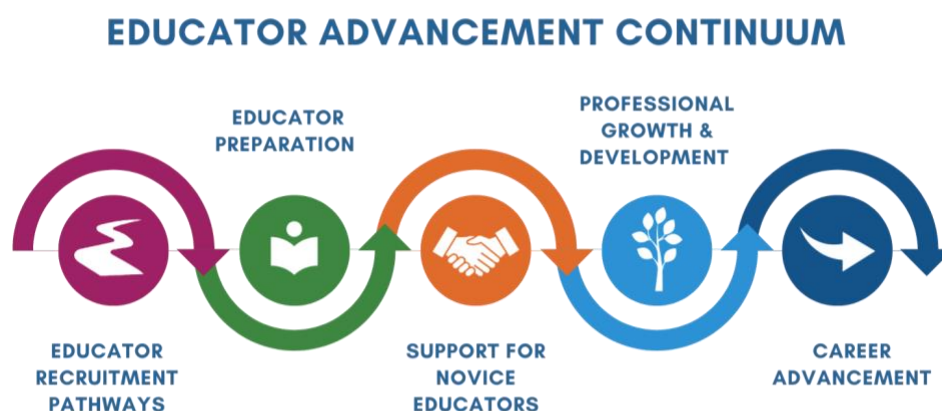 EDUCATOR ADVANCEMENT CONTINUUM
EDUCATOR
RECRUITMENT
PATHWAYS
EDUCATOR
PREPARATION
SUPPORT FOR
NOVICE
EDUCATORS
PROFESSIONAL
GROWTH &
DEVELOPMENT
CAREER
ADVANCEMENT